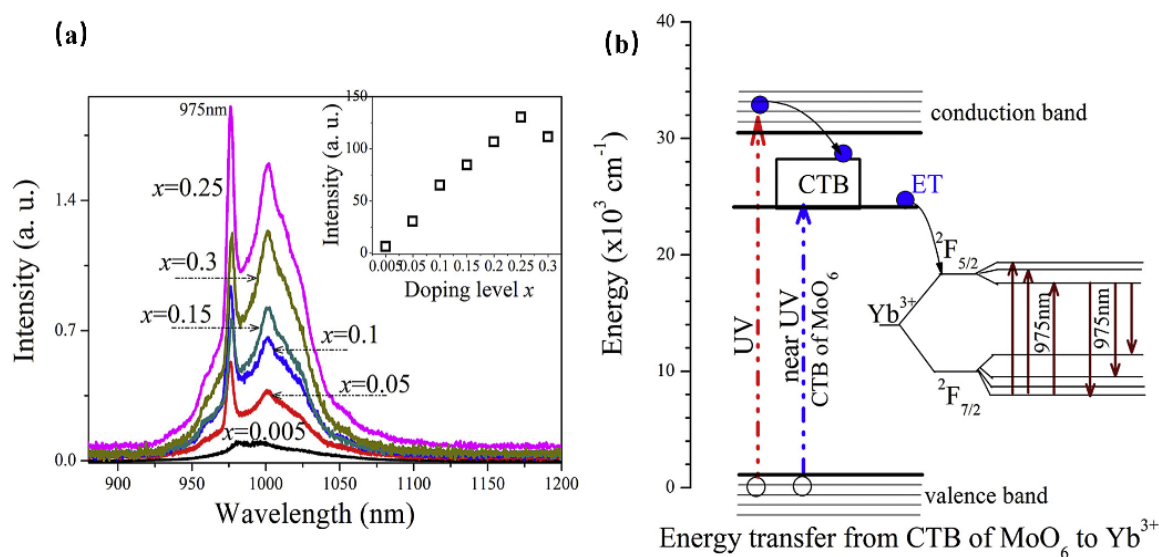 (a)
975nm
x=0.25
x=0.3
x=0.15
x=0.1
x=0.05
x=0.005
Intensity (a. u.)
1.4
0.7
0.0
900 950 1000 1050 1100 1150 1200
Wavelength (nm)
Intensity (a. u.)
150
100
50
0
0.005 0.05 0.1 0.15 0.2 0.25 0.3
Doping level x
(b)
Energy (x10³ cm⁻¹)
40
30
20
10
0
conduction band
CTB
ET
UV
near UV
CTB of MoO₆
²F₅/₂
Yb³⁺
²F₇/₂
975nm
975nm
valence band
Energy transfer from CTB of MoO₆ to Yb³⁺